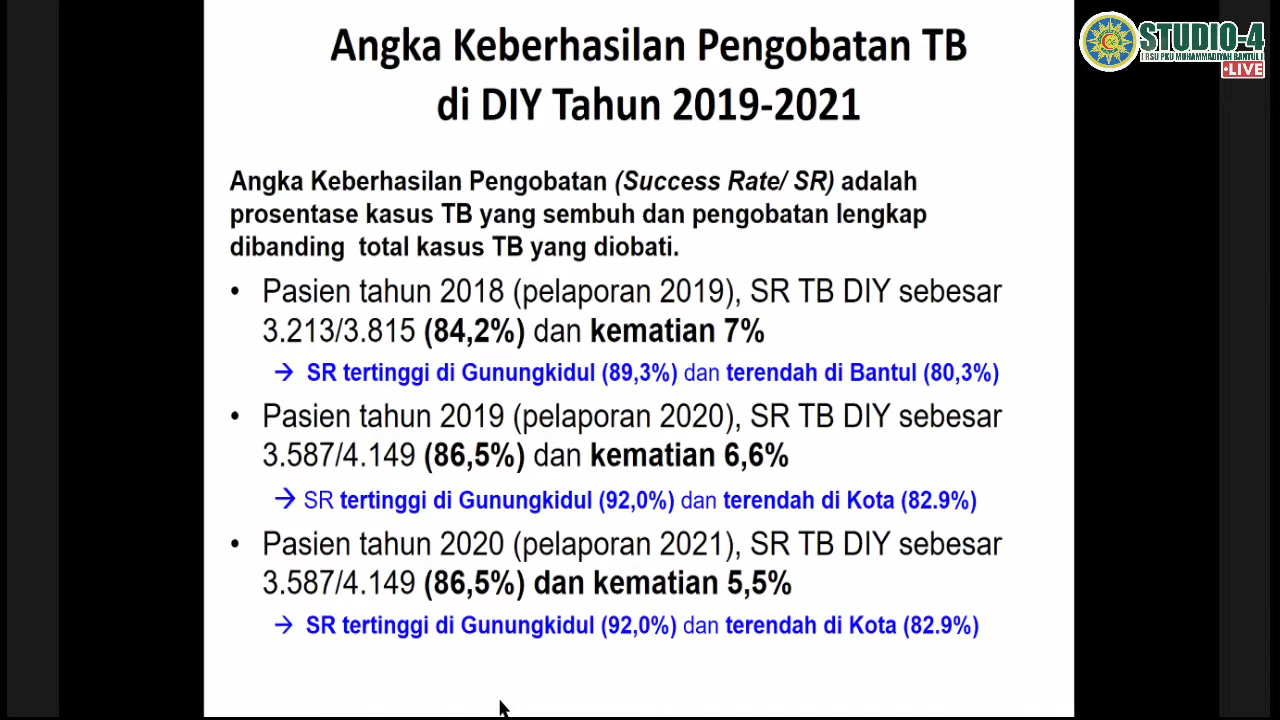 Angka Keberhasilan Pengobatan TB
di DIY Tahun 2019-2021
STUDIO-4
[ RSU PKU MUHAMMADIYAH BANTUL ]
•LIVE
Angka Keberhasilan Pengobatan (Success Rate/ SR) adalah
prosentase kasus TB yang sembuh dan pengobatan lengkap
dibanding total kasus TB yang diobati.
• Pasien tahun 2018 (pelaporan 2019), SR TB DIY sebesar
3.213/3.815 (84,2%) dan kematian 7%
→ SR tertinggi di Gunungkidul (89,3%) dan terendah di Bantul (80,3%)
• Pasien tahun 2019 (pelaporan 2020), SR TB DIY sebesar
3.587/4.149 (86,5%) dan kematian 6,6%
→ SR tertinggi di Gunungkidul (92,0%) dan terendah di Kota (82.9%)
• Pasien tahun 2020 (pelaporan 2021), SR TB DIY sebesar
3.587/4.149 (86,5%) dan kematian 5,5%
→ SR tertinggi di Gunungkidul (92,0%) dan terendah di Kota (82.9%)